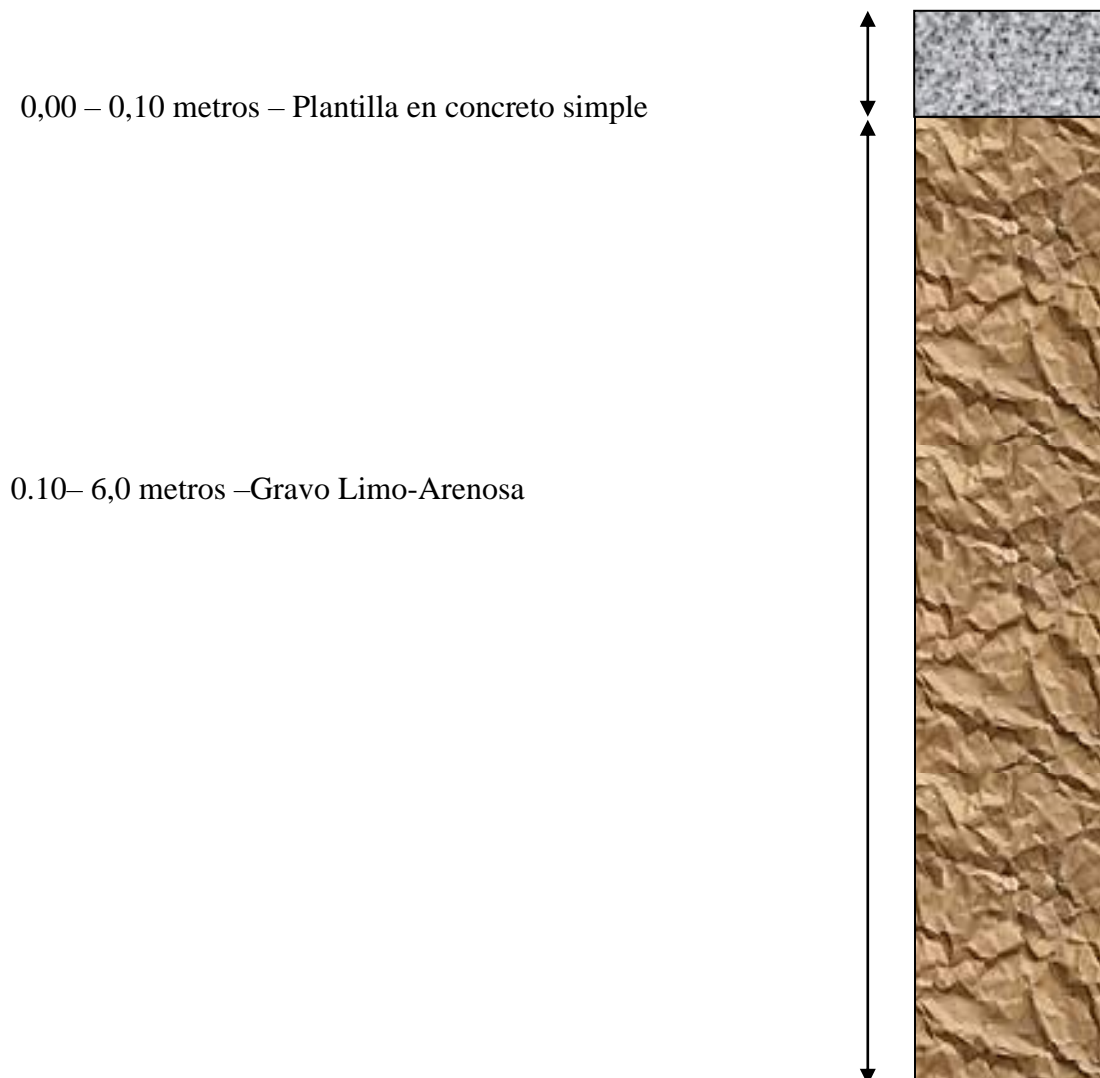 0,00 – 0,10 metros – Plantilla en concreto simple
0.10– 6,0 metros –Gravo Limo-Arenosa